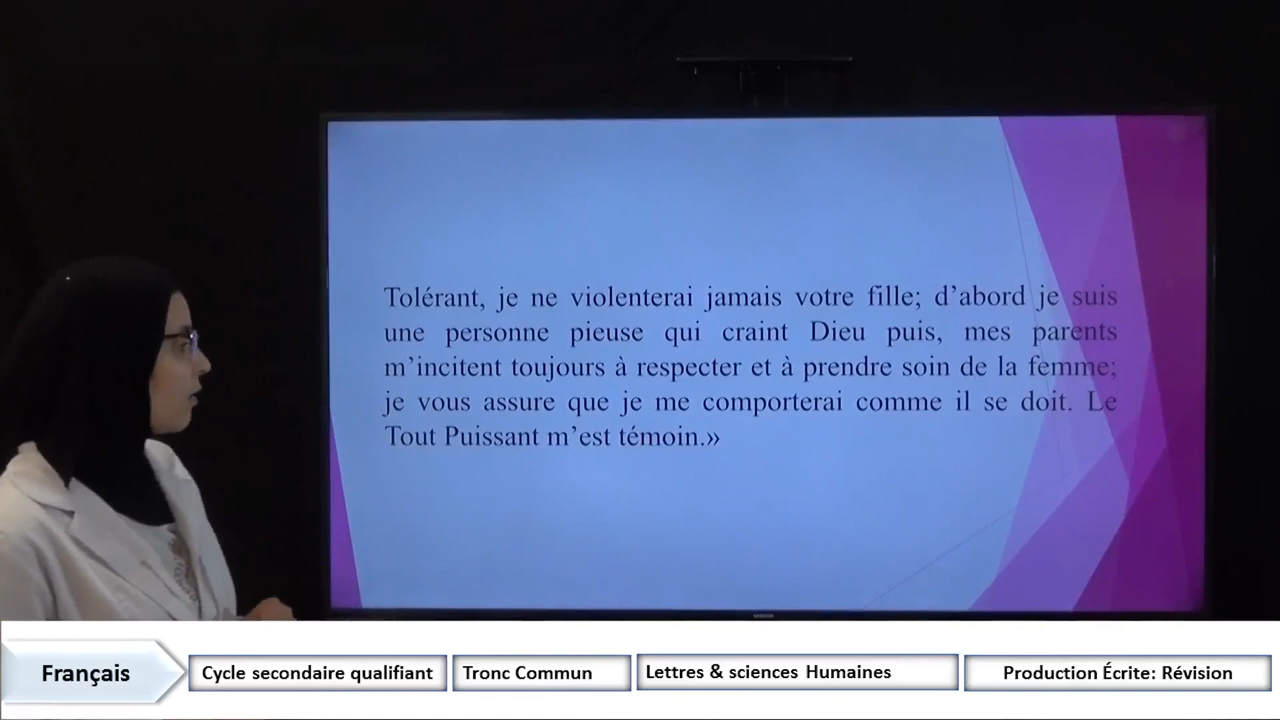 Tolérant, je ne violenterai jamais votre fille; d’abord je suis
une personne pieuse qui craint Dieu puis, mes parents
m’incitent toujours à respecter et à prendre soin de la femme;
je vous assure que je me comporterai comme il se doit. Le
Tout Puissant m’est témoin.»
SAMSUNG
Français
Cycle secondaire qualifiant
Tronc Commun
Lettres & sciences Humaines
Production Écrite: Révision